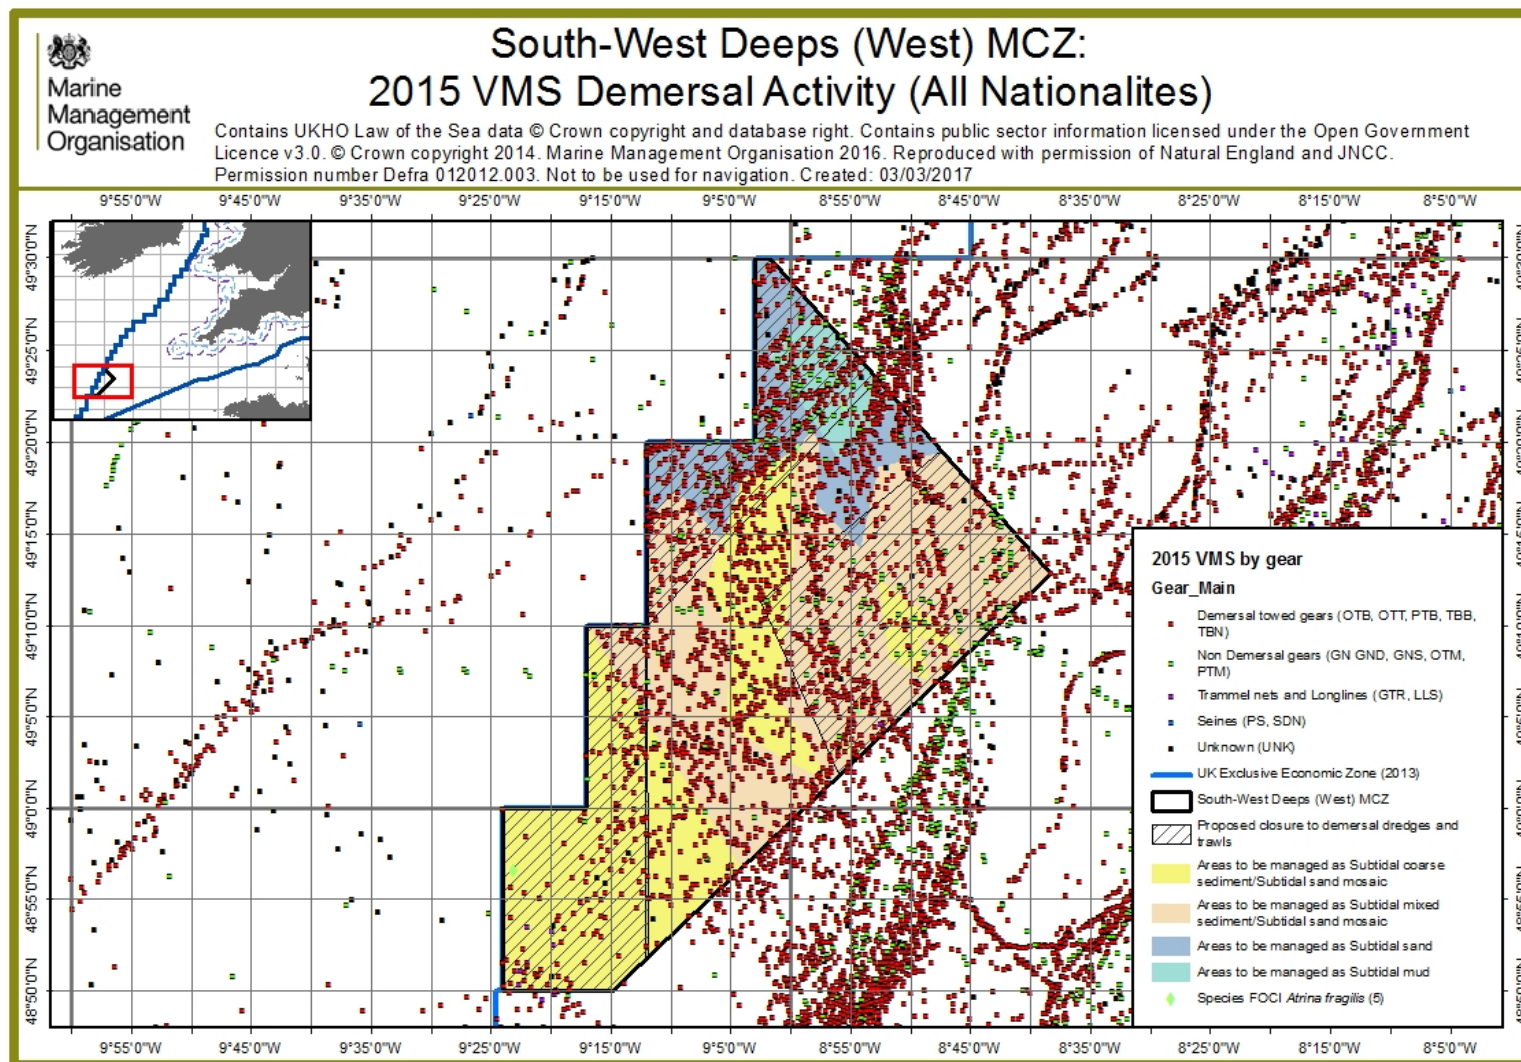 South-West Deeps (West) MCZ:
2015 VMS Demersal Activity (All Nationalites)
Marine
Management
Organisation
Contains UKHO Law of the Sea data © Crown copyright and database right. Contains public sector information licensed under the Open Government
Licence v3.0. © Crown copyright 2014. Marine Management Organisation 2016. Reproduced with permission of Natural England and JNCC.
Permission number Defra 012012.003. Not to be used for navigation. Created: 03/03/2017
9°55'0"W 9°45'0"W 9°35'0"W 9°25'0"W 9°15'0"W 9°5'0"W 8°55'0"W 8°45'0"W 8°35'0"W 8°25'0"W 8°15'0"W 8°5'0"W
49°30'0"N
49°25'0"N
49°20'0"N
49°15'0"N
49°10'0"N
49°5'0"N
49°0'0"N
48°55'0"N
48°50'0"N
2015 VMS by gear
Gear_Main
Demersal towed gears (OTB, OTT, PTB, TBB,
TBN)
Non Demersal gears (GN GND, GNS, OTM,
PTM)
Trammel nets and Longlines (GTR, LLS)
Seines (PS, SDN)
Unknown (UNK)
UK Exclusive Economic Zone (2013)
South-West Deeps (West) MCZ
Proposed closure to demersal dredges and
trawls
Areas to be managed as Subtidal coarse
sediment/Subtidal sand mosaic
Areas to be managed as Subtidal mixed
sediment/Subtidal sand mosaic
Areas to be managed as Subtidal sand
Areas to be managed as Subtidal mud
Species FOCI Atrina fragilis (5)
9°55'0"W 9°45'0"W 9°35'0"W 9°25'0"W 9°15'0"W 9°5'0"W 8°55'0"W 8°45'0"W 8°35'0"W 8°25'0"W 8°15'0"W 8°5'0"W